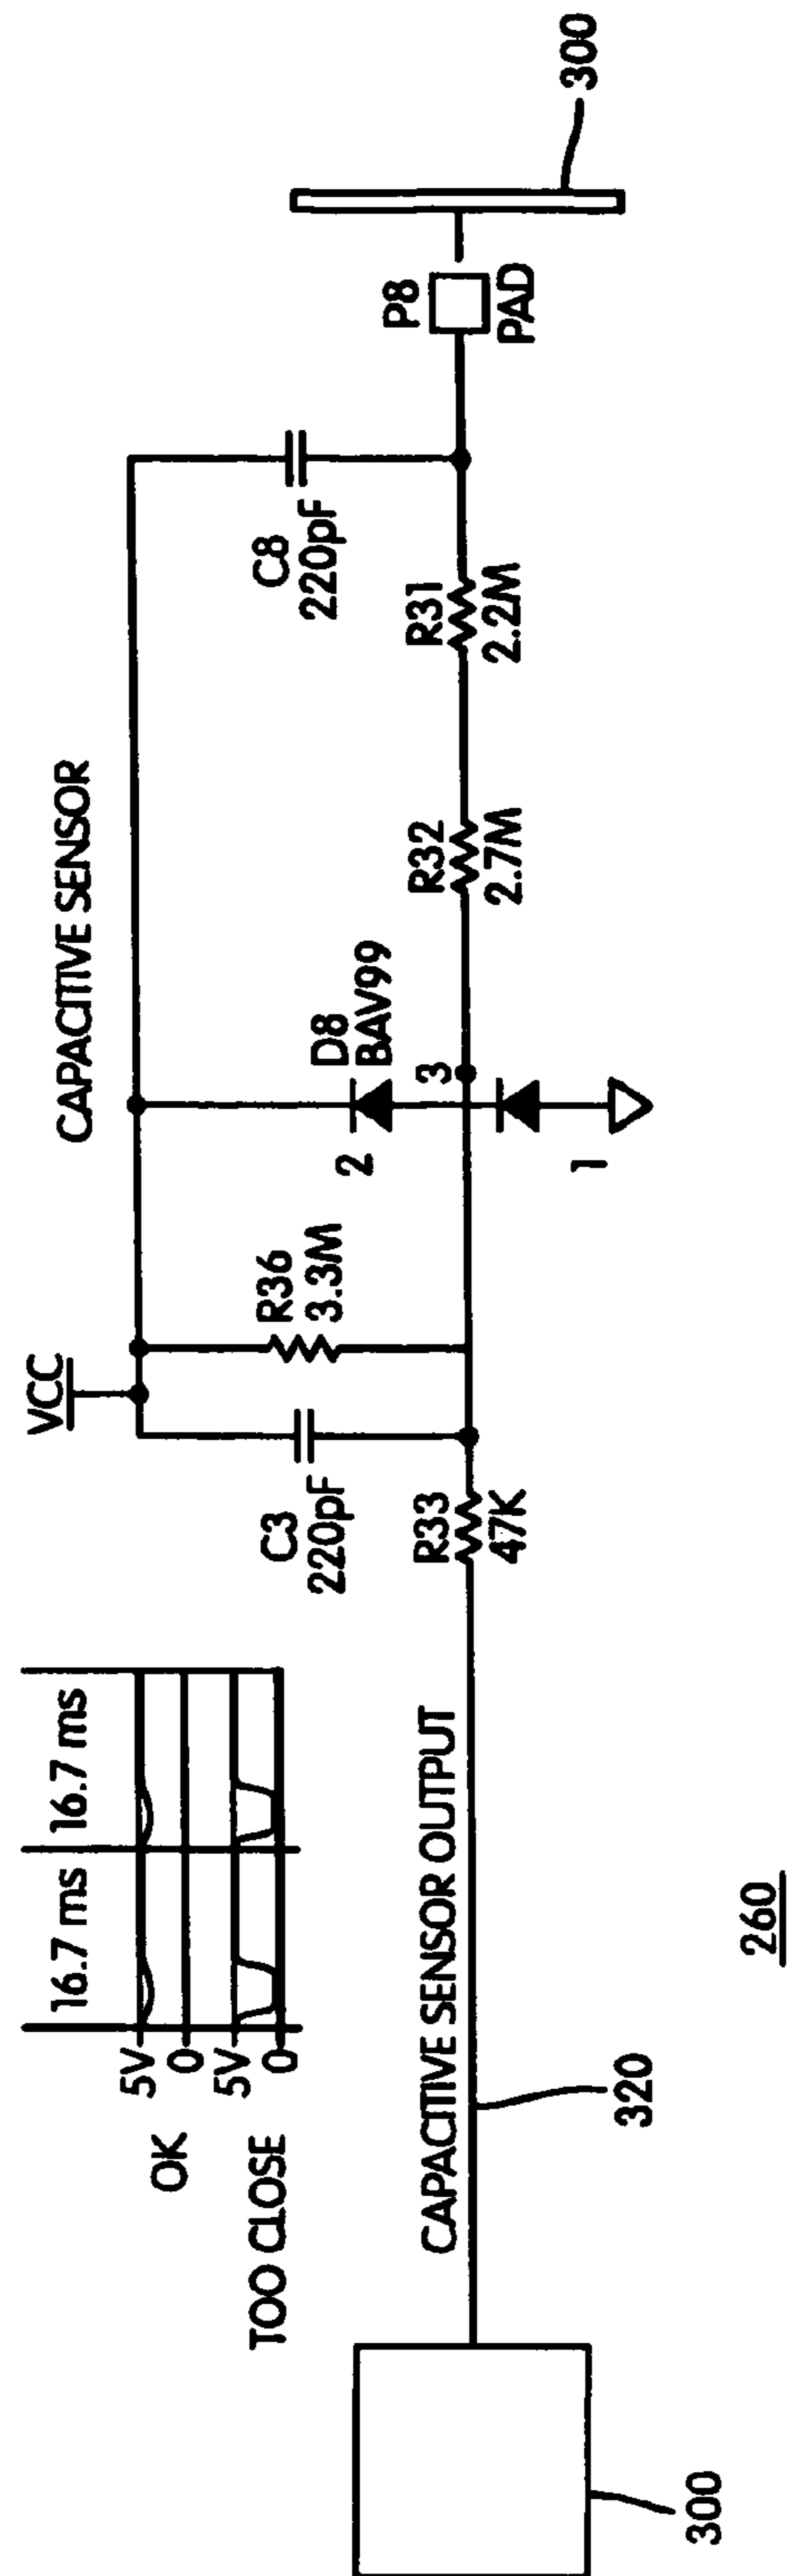 CAPACITIVE SENSOR
16.7 ms 16.7 ms
5V
0
OK
5V
0
TOO CLOSE
VCC
C3
220pF
R36
3.3M
D8
BAV99
2
3
1
C8
220pF
CAPACITIVE SENSOR OUTPUT
R33
47K
R32
2.7M
R31
2.2M
P8
PAD
300
320
300
260